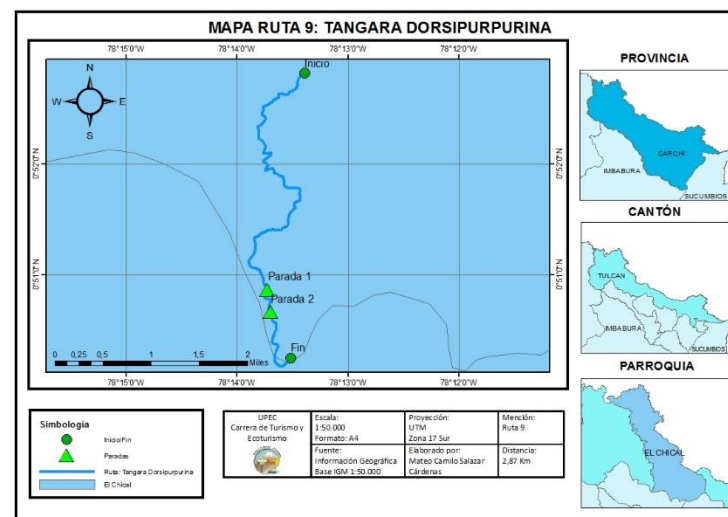 MAPA RUTA 9: TANGARA DORSIPURPURINA
78°15'0"W 78°14'0"W 78°13'0"W 78°12'0"W
Inicio
N
W E
S
0°52'0"N
0°52'0"N
0°51'0"N
0°51'0"N
Parada 1
Parada 2
Fin
0 0,25 0,5 1 1,5 2
Miles
78°15'0"W 78°14'0"W 78°13'0"W 78°12'0"W
PROVINCIA
CARCHI
IMBABURA
SUCUMBIOS
CANTÓN
TULCAN
IMBABURA
SUCUMBIOS
PARROQUIA
EL CHICAL
Simbología
Inicio/Fin
Paradas
Ruta: Tangara Dorsipurpurina
El Chical
UPEC
Carrera de Turismo y
Ecoturismo
Escala:
1:50.000
Formato: A4
Proyección:
UTM
Zona 17 Sur
Mención:
Ruta 9
Fuente:
Información Geográfica
Base IGM 1:50.000
Elaborado por:
Mateo Camilo Salazar
Cárdenas
Distancia:
2,87 Km